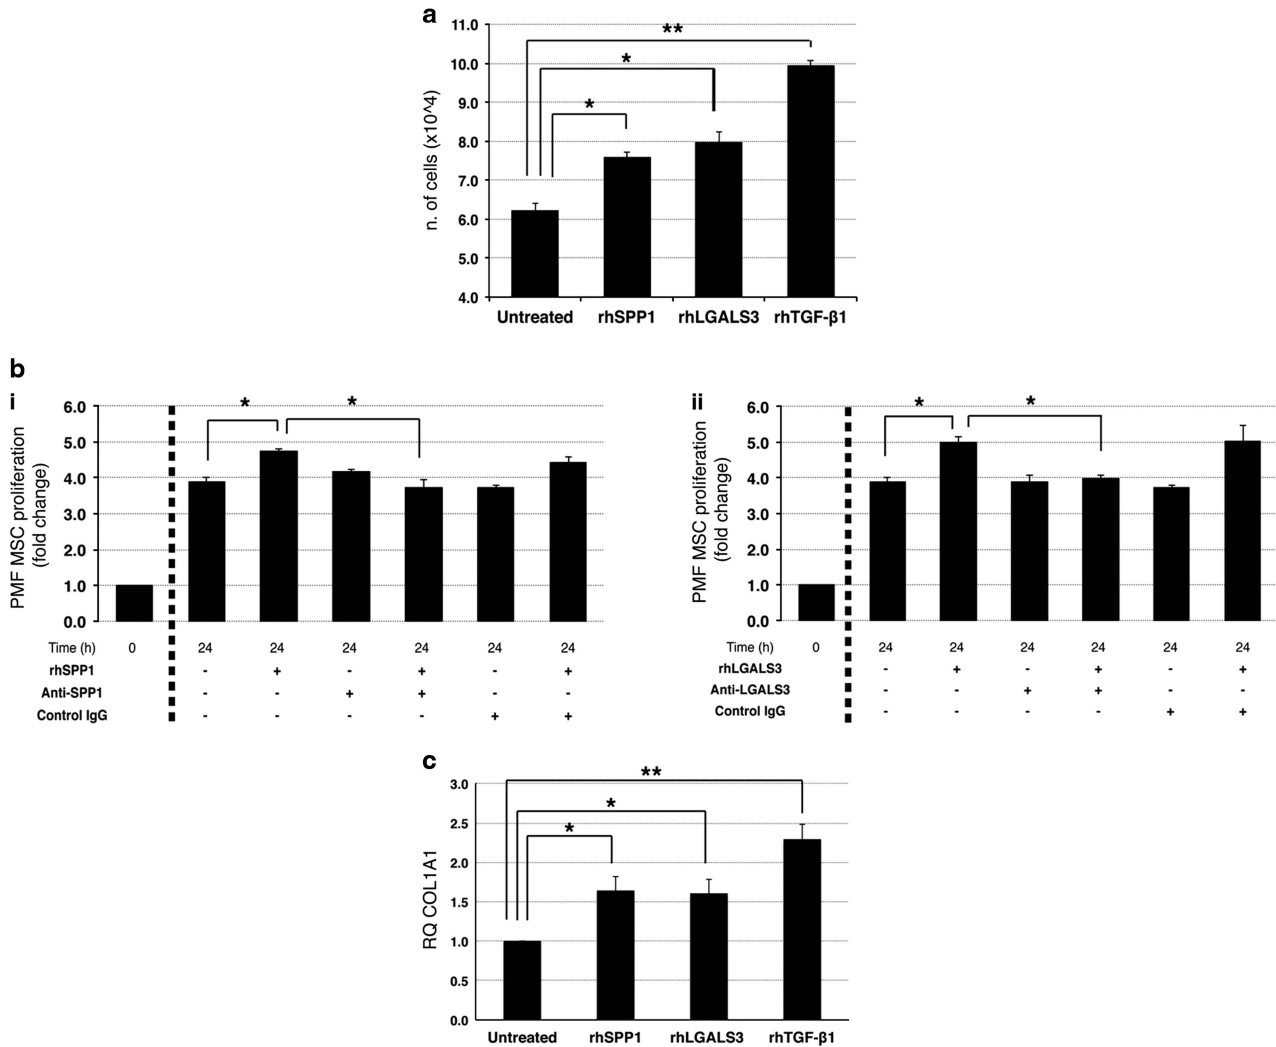 a
11.0
10.0
9.0
8.0
7.0
6.0
5.0
4.0
n. of cells (x10^4)
**
*
*
Untreated rhSPP1 rhLGALS3 rhTGF-β1
b
i
6.0
5.0
4.0
3.0
2.0
1.0
0.0
PMF MSC proliferation
(fold change)
* *
Time (h) 0 24 24 24 24 24 24
rhSPP1 - + - + - +
Anti-SPP1 - - + + - -
Control IgG - - - - + +
ii
6.0
5.0
4.0
3.0
2.0
1.0
0.0
PMF MSC proliferation
(fold change)
* *
Time (h) 0 24 24 24 24 24 24
rhLGALS3 - + - + - +
Anti-LGALS3 - - + + - -
Control IgG - - - - + +
c
3.0
2.5
2.0
1.5
1.0
0.5
0.0
RQ COL1A1
**
*
*
Untreated rhSPP1 rhLGALS3 rhTGF-β1